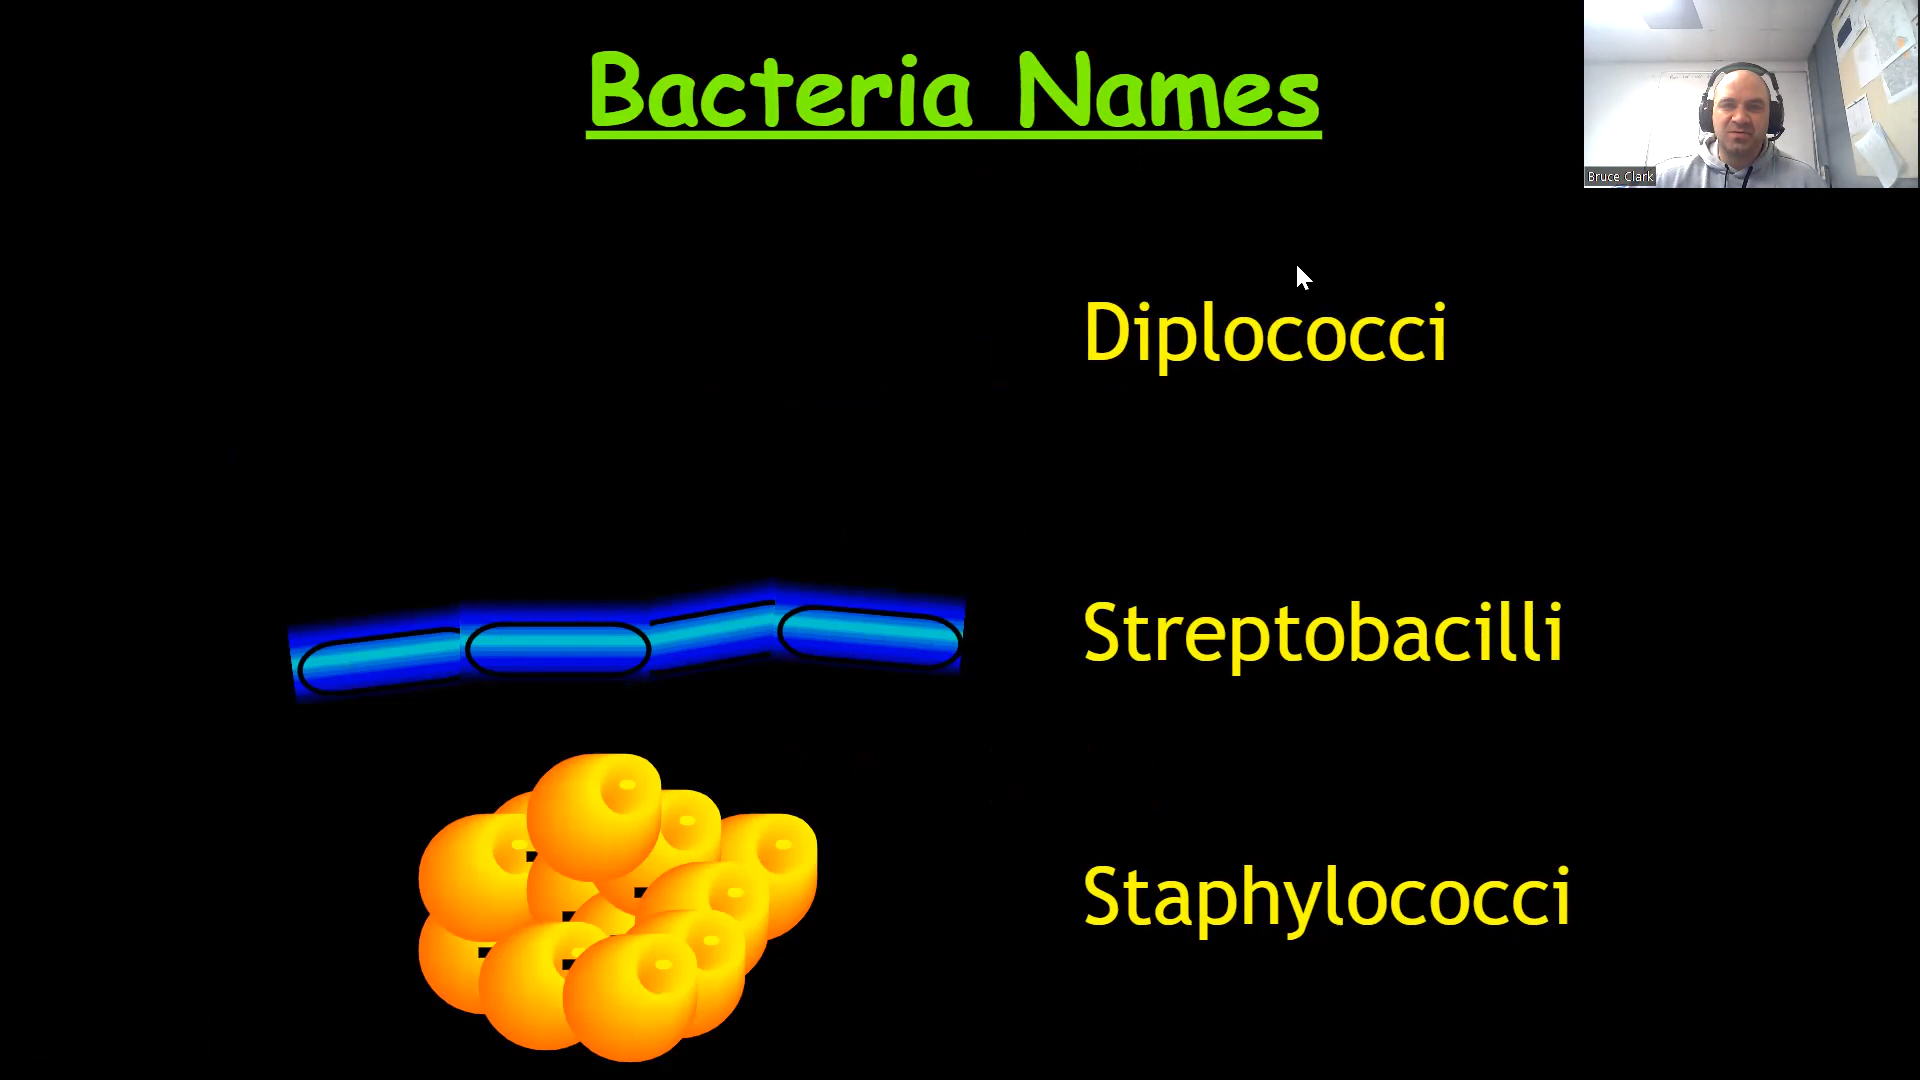 Bacteria Names
Bruce Clark
Diplococci
Streptobacilli
Staphylococci